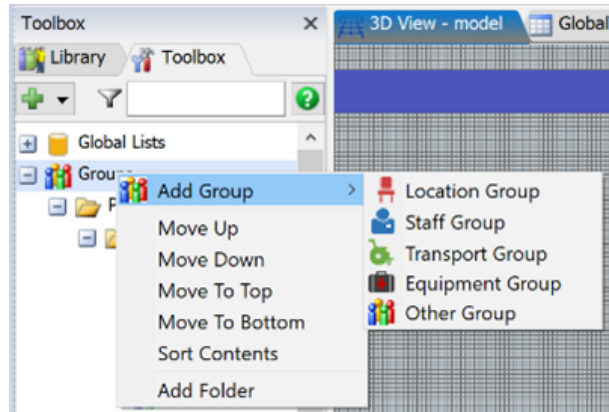 Toolbox
3D View - model
Global
Library
Toolbox
Global Lists
Add Group
Location Group
Staff Group
Transport Group
Equipment Group
Other Group
Move Up
Move Down
Move To Top
Move To Bottom
Sort Contents
Add Folder